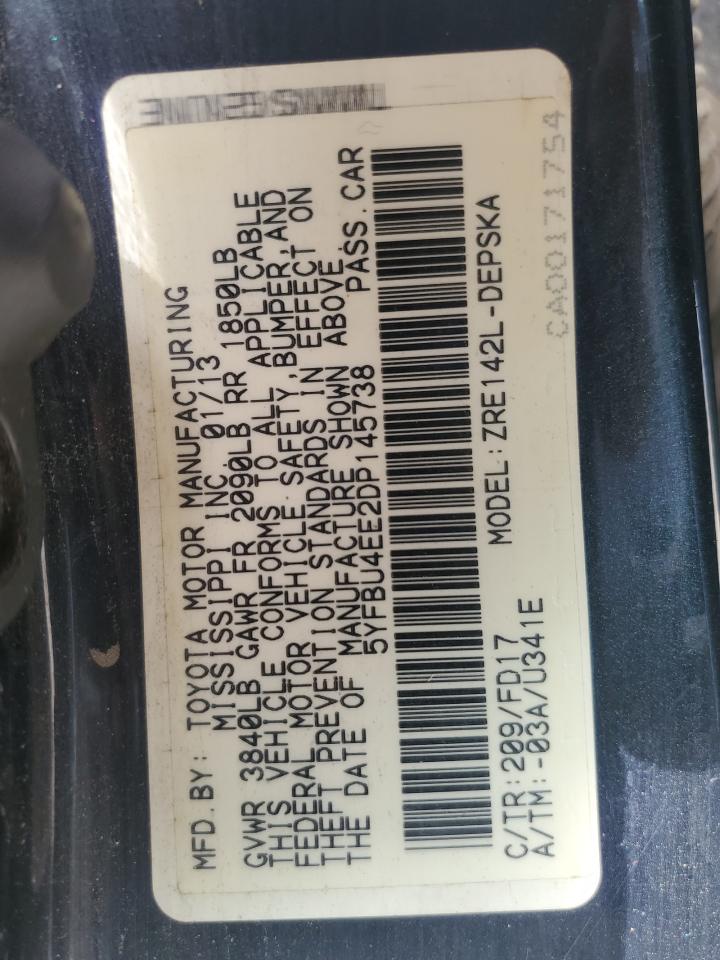 MFD.BY: TOYOTA MOTOR MANUFACTURING
MISSISSIPPI INC. 01/13
GVWR 3840LB GAWR FR 2090LB RR 1850LB
THIS VEHICLE CONFORMS TO ALL APPLICABLE
FEDERAL MOTOR VEHICLE SAFETY,BUMPER,AND
THEFT PREVENTION STANDARDS IN EFFECT ON
THE DATE OF MANUFACTURE SHOWN ABOVE.
5YFBU4EE2DP145738 PASS.CAR
MODEL:ZRE142L-DEPSKA
C/TR:209/FD17
A/TM:-03A/U341E
CA00171754